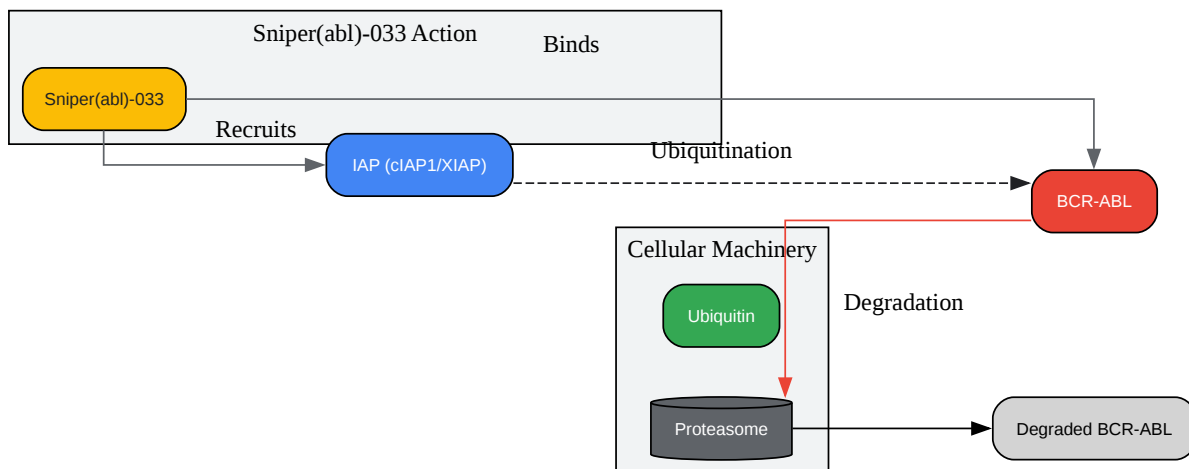 Sniper(abl)-033 Action
Binds
Sniper(abl)-033
Recruits
IAP (cIAP1/XIAP)
Ubiquitination
BCR-ABL
Cellular Machinery
Ubiquitin
Degradation
Proteasome
Degraded BCR-ABL